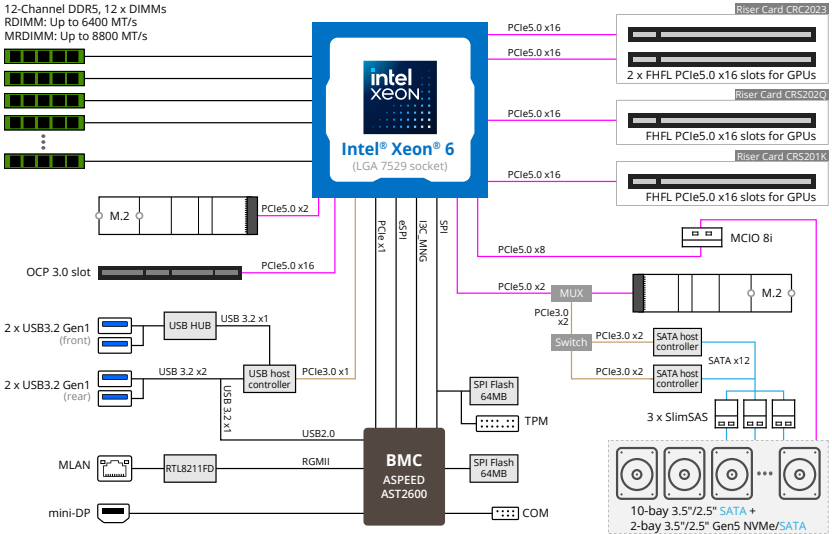 12-Channel DDR5, 12 x DIMMs
RDIMM: Up to 6400 MT/s
MRDIMM: Up to 8800 MT/s
intel
XEON
Intel® Xeon® 6
(LGA 7529 socket)
PCIe5.0 x16
PCIe5.0 x16
Riser Card CRC2023
2 x FHFL PCIe5.0 x16 slots for GPUs
PCIe5.0 x16
Riser Card CRS202Q
FHFL PCIe5.0 x16 slots for GPUs
PCIe5.0 x16
Riser Card CRS201K
FHFL PCIe5.0 x16 slots for GPUs
M.2
PCIe5.0 x2
OCP 3.0 slot
PCIe5.0 x16
PCIe x1
eSPI
I3C_MNG
SPI
PCIe5.0 x8
MCIO 8i
PCIe5.0 x2
MUX
M.2
PCIe3.0
x2
Switch
PCIe3.0 x2
SATA host
controller
PCIe3.0 x2
SATA host
controller
SATA x12
3 x SlimSAS
2 x USB3.2 Gen1
(front)
USB HUB
USB 3.2 x1
2 x USB3.2 Gen1
(rear)
USB 3.2 x2
USB host
controller
PCIe3.0 x1
USB 3.2 x1
USB2.0
SPI Flash
64MB
TPM
MLAN
RTL8211FD
RGMII
BMC
ASPEED
AST2600
SPI Flash
64MB
mini-DP
COM
10-bay 3.5"/2.5" SATA +
2-bay 3.5"/2.5" Gen5 NVMe/SATA